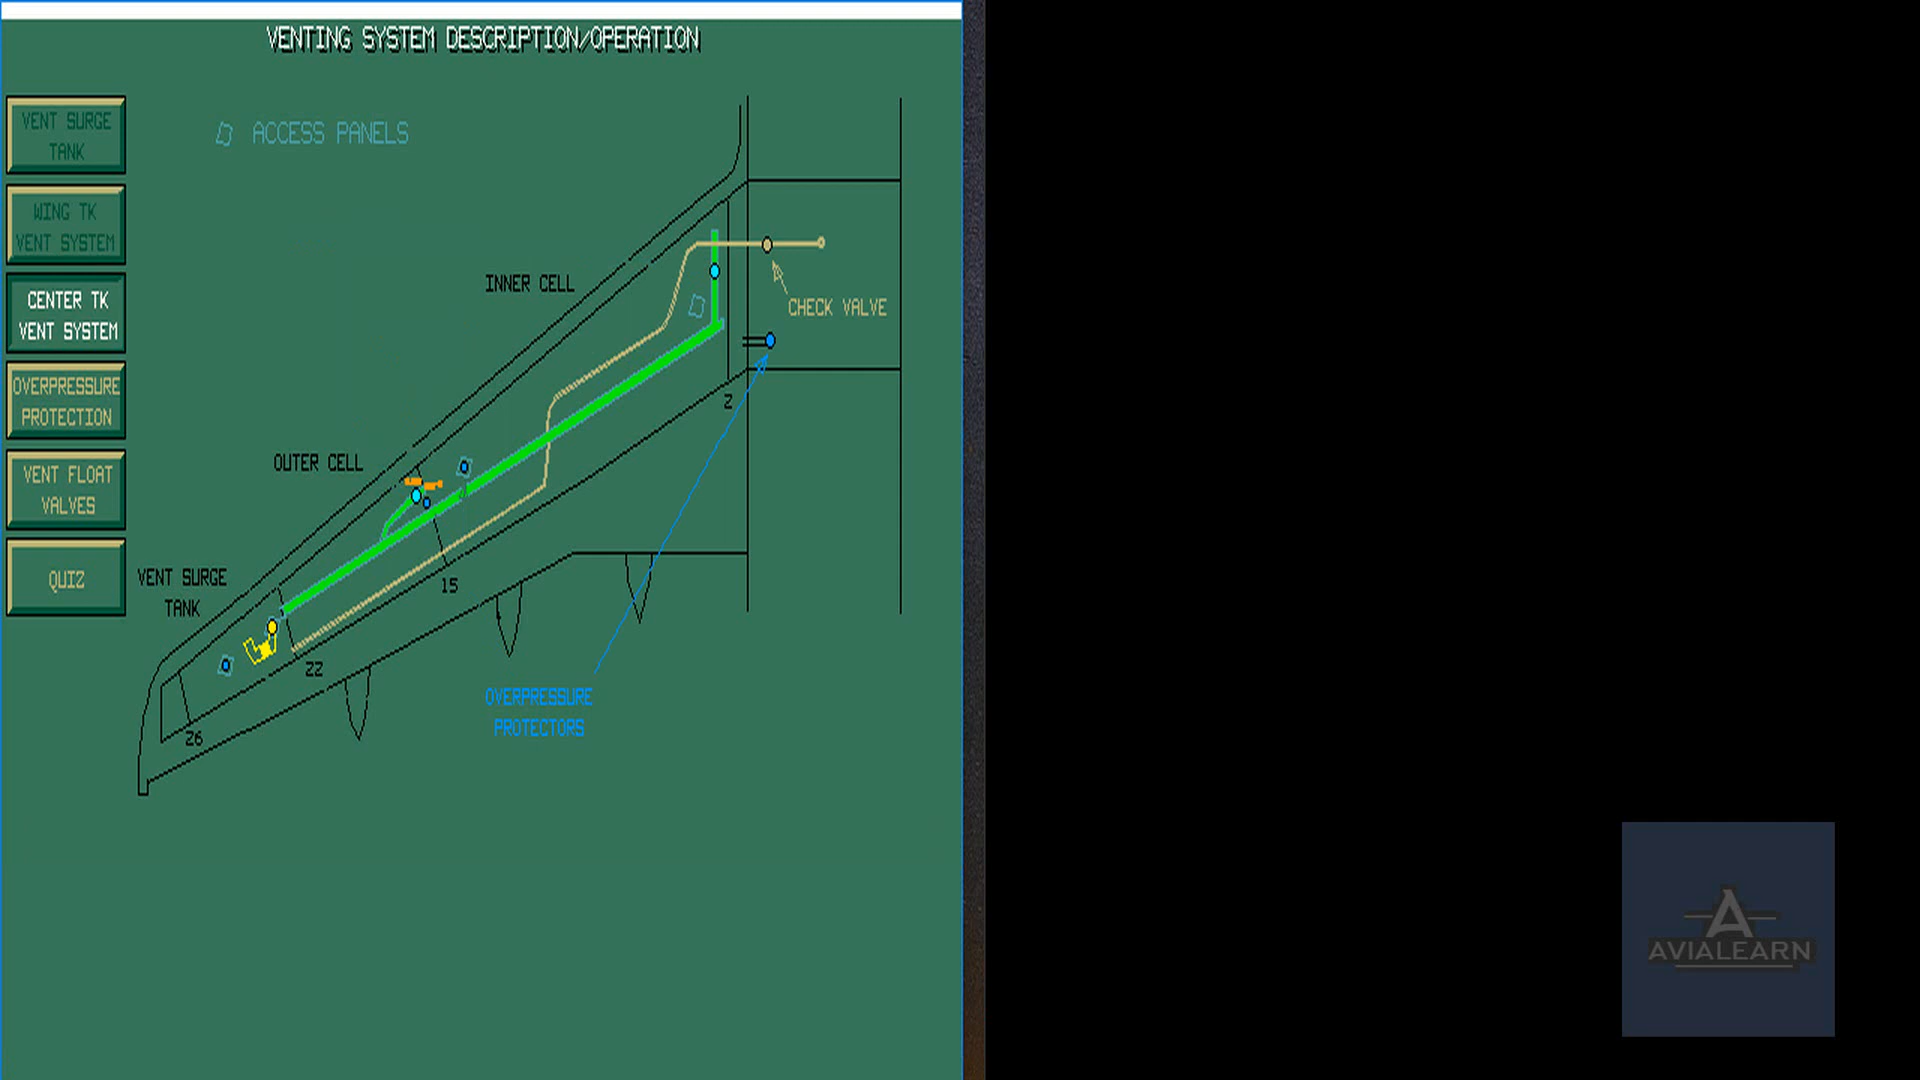 VENTING SYSTEM DESCRIPTION/OPERATION
VENT SURGE
TANK
WING TK
VENT SYSTEM
CENTER TK
VENT SYSTEM
OVERPRESSURE
PROTECTION
VENT FLOAT
VALVES
QUIZ
ACCESS PANELS
INNER CELL
CHECK VALVE
2
OUTER CELL
15
VENT SURGE
TANK
22
OVERPRESSURE
PROTECTORS
26
AVIALEARN